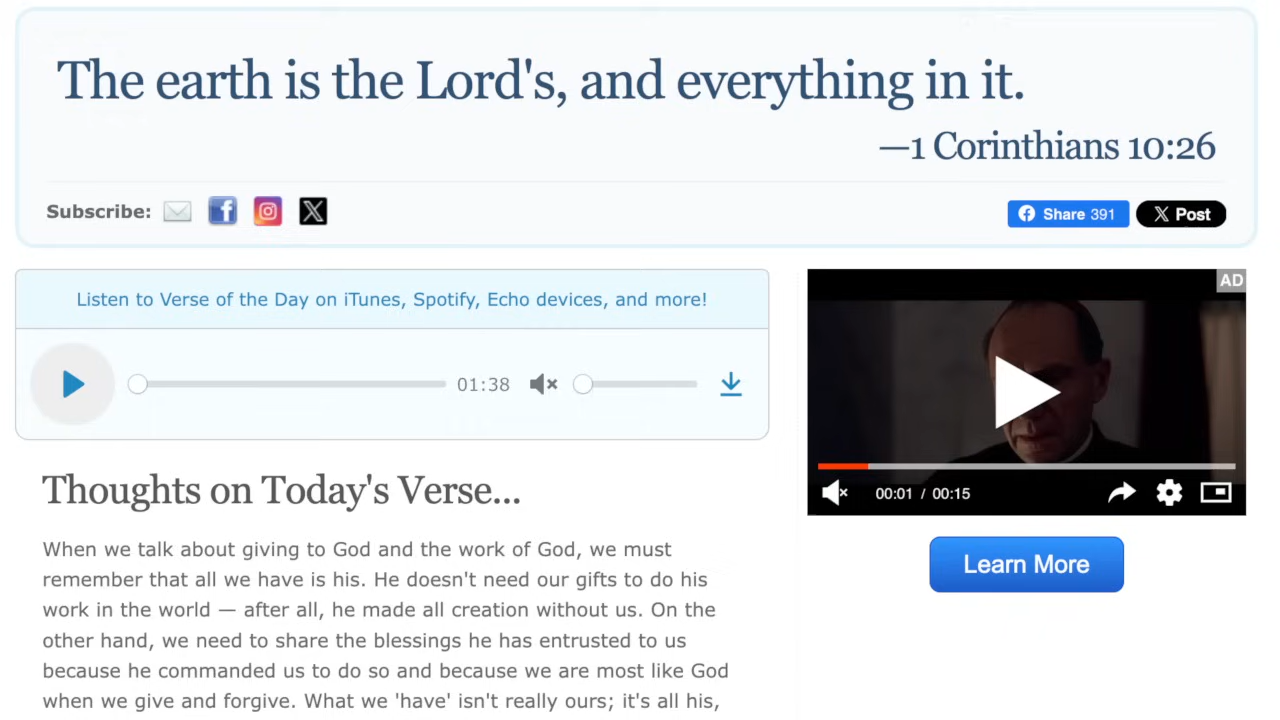 The earth is the Lord's, and everything in it.
—1 Corinthians 10:26
Subscribe:
Share 391
Post
Listen to Verse of the Day on iTunes, Spotify, Echo devices, and more!
01:38
AD
00:01 / 00:15
Learn More
Thoughts on Today's Verse...
When we talk about giving to God and the work of God, we must
remember that all we have is his. He doesn't need our gifts to do his
work in the world — after all, he made all creation without us. On the
other hand, we need to share the blessings he has entrusted to us
because he commanded us to do so and because we are most like God
when we give and forgive. What we 'have' isn't really ours; it's all his,